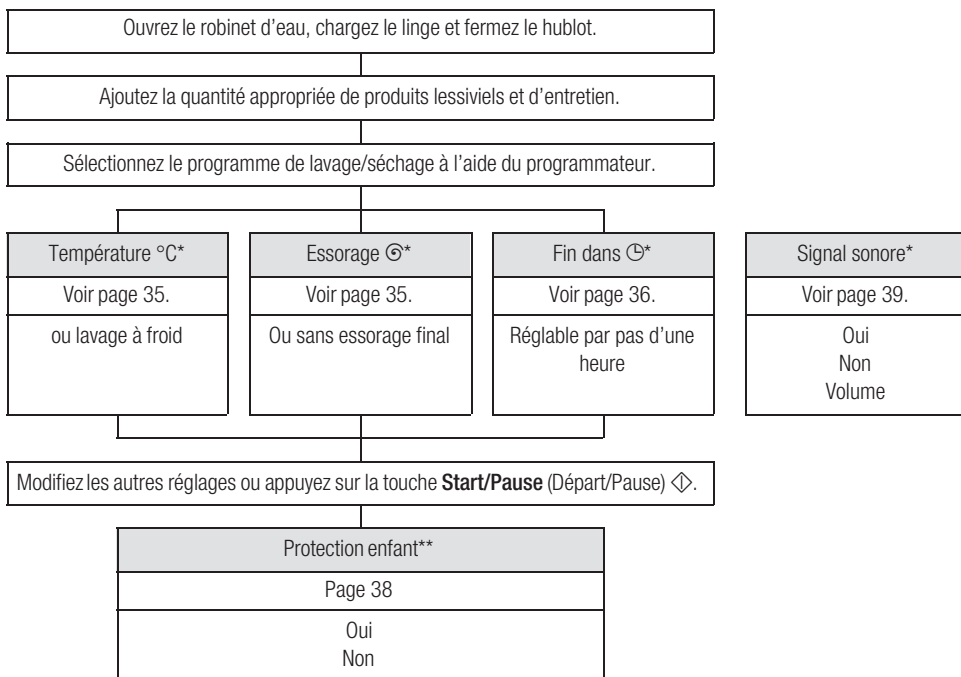 Ouvrez le robinet d’eau, chargez le linge et fermez le hublot.
Ajoutez la quantité appropriée de produits lessiviels et d’entretien.
Sélectionnez le programme de lavage/séchage à l’aide du programmateur.
Température °C*
Voir page 35.
ou lavage à froid
Essorage *
Voir page 35.
Ou sans essorage final
Fin dans *
Voir page 36.
Réglable par pas d’une
heure
Signal sonore*
Voir page 39.
Oui
Non
Volume
Modifiez les autres réglages ou appuyez sur la touche Start/Pause (Départ/Pause) .
Protection enfant**
Page 38
Oui
Non